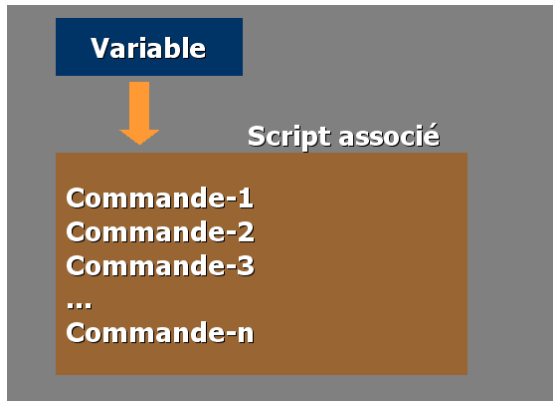 Variable
Script associé
Commande-1
Commande-2
Commande-3
...
Commande-n